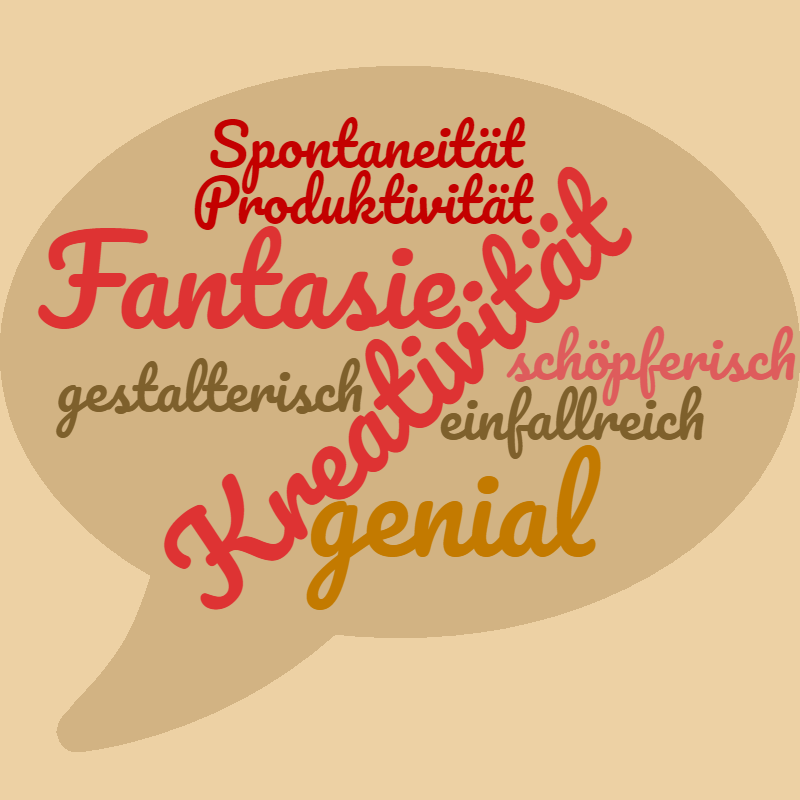 Spontaneität
Produktivität
Fantasie
Kreativität
schöpferisch
gestalterisch
einfallreich
genial